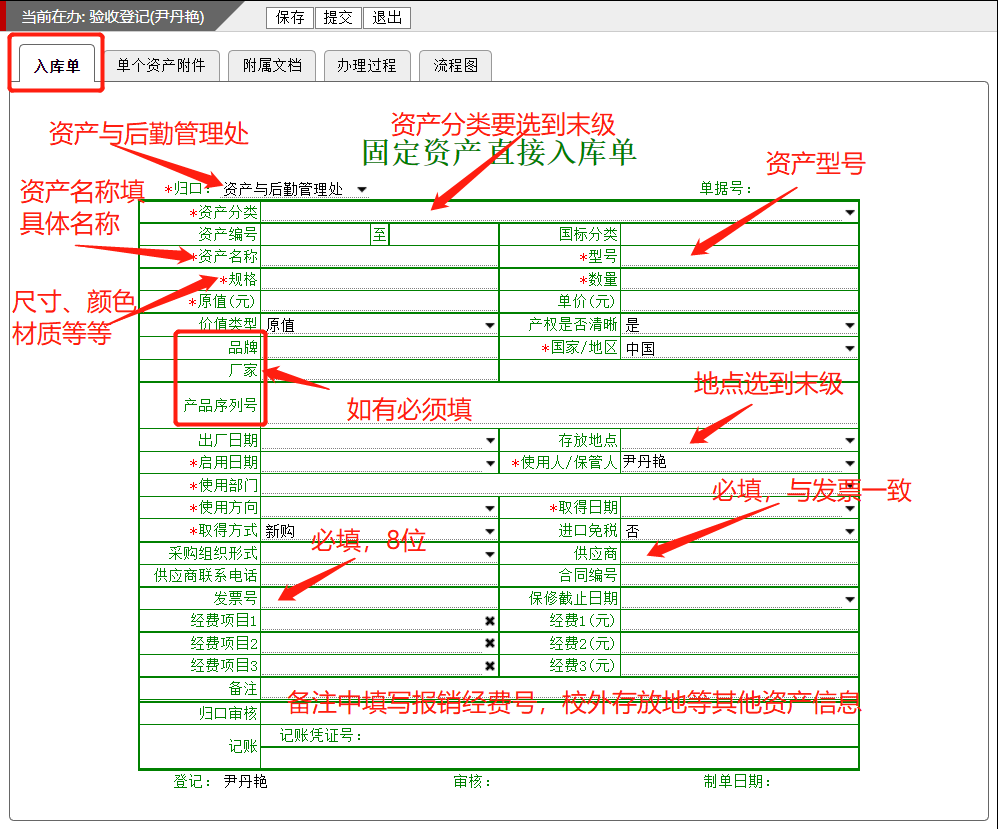 当前在办: 验收登记(尹丹艳) 保存 提交 退出
入库单 单个资产附件 附属文档 办理过程 流程图
资产与后勤管理处
资产分类要选到末级
固定资产直接入库单
资产型号
资产名称填
具体名称
*归口: 资产与后勤管理处 单据号:
*资产分类
资产编号 至 国标分类
*资产名称 *型号
*规格 *数量
尺寸、颜色
材质等等
*原值(元) 单价(元)
价值类型 原值 产权是否清晰 是
品牌 *国家/地区 中国
厂家
地点选到末级
如有必须填
产品序列号
出厂日期 存放地点
*启用日期 *使用人/保管人 尹丹艳
*使用部门
必填，与发票一致
*使用方向 *取得日期
*取得方式 新购 进口免税 否
必填，8位
采购组织形式 供应商
供应商联系电话 合同编号
发票号 保修截止日期
经费项目1 经费1(元)
经费项目2 经费2(元)
经费项目3 经费3(元)
备注
备注中填写报销经费号，校外存放地等其他资产信息
归口审核
记账 记账凭证号:
登记: 尹丹艳 审核: 制单日期: